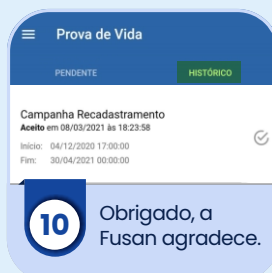 Prova de Vida
PENDENTE HISTÓRICO
Campanha Recadastramento
Aceito em 08/03/2021 às 18:23:58
Início: 04/12/2020 17:00:00
Fim: 30/04/2021 00:00:00
10
Obrigado, a
Fusan agradece.